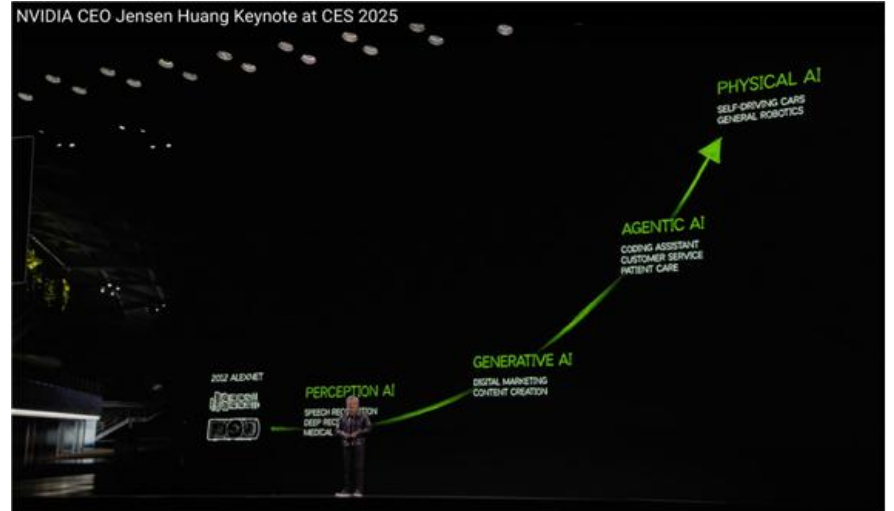 NVIDIA CEO Jensen Huang Keynote at CES 2025
PHYSICAL AI
SELF-DRIVING CARS
GENERAL ROBOTICS
AGENTIC AI
CODING ASSISTANT
CUSTOMER SERVICE
PATIENT CARE
GENERATIVE AI
DIGITAL MARKETING
CONTENT CREATION
2012 ALEXNET
PERCEPTION AI
SPEECH
DEEP
MEDICAL